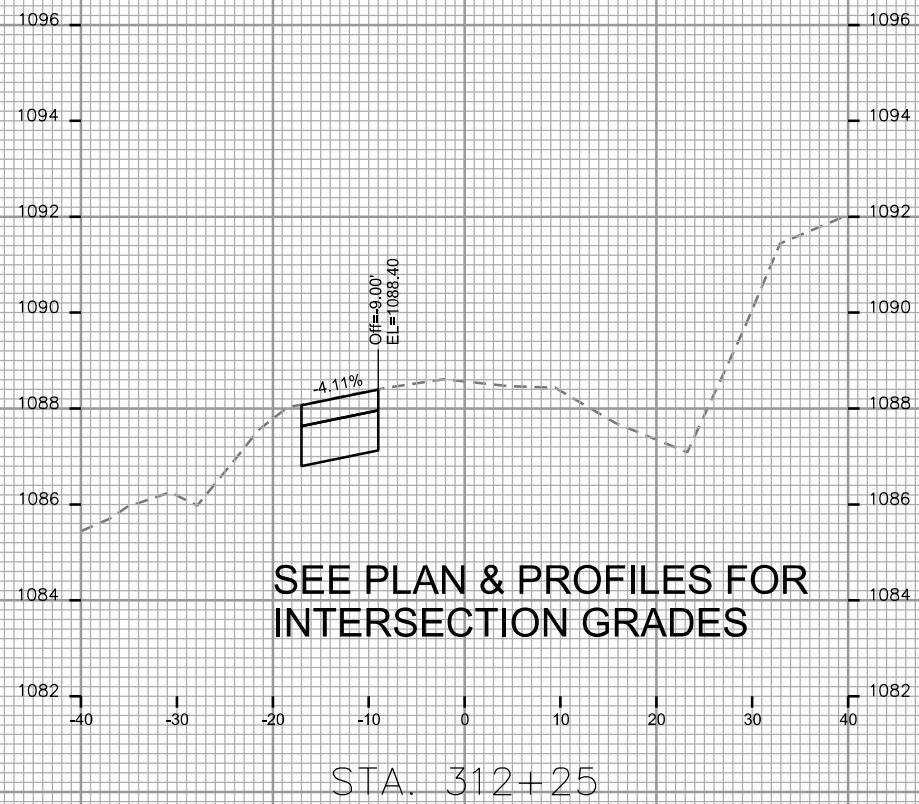 1096 1096
1094 1094
1092 1092
1090 1090
Off=-9.00'
EL=1088.40
-4.11%
1088 1088
1086 1086
SEE PLAN & PROFILES FOR
1084 1084
INTERSECTION GRADES
1082 1082
-40 -30 -20 -10 0 10 20 30 40
STA. 312+25